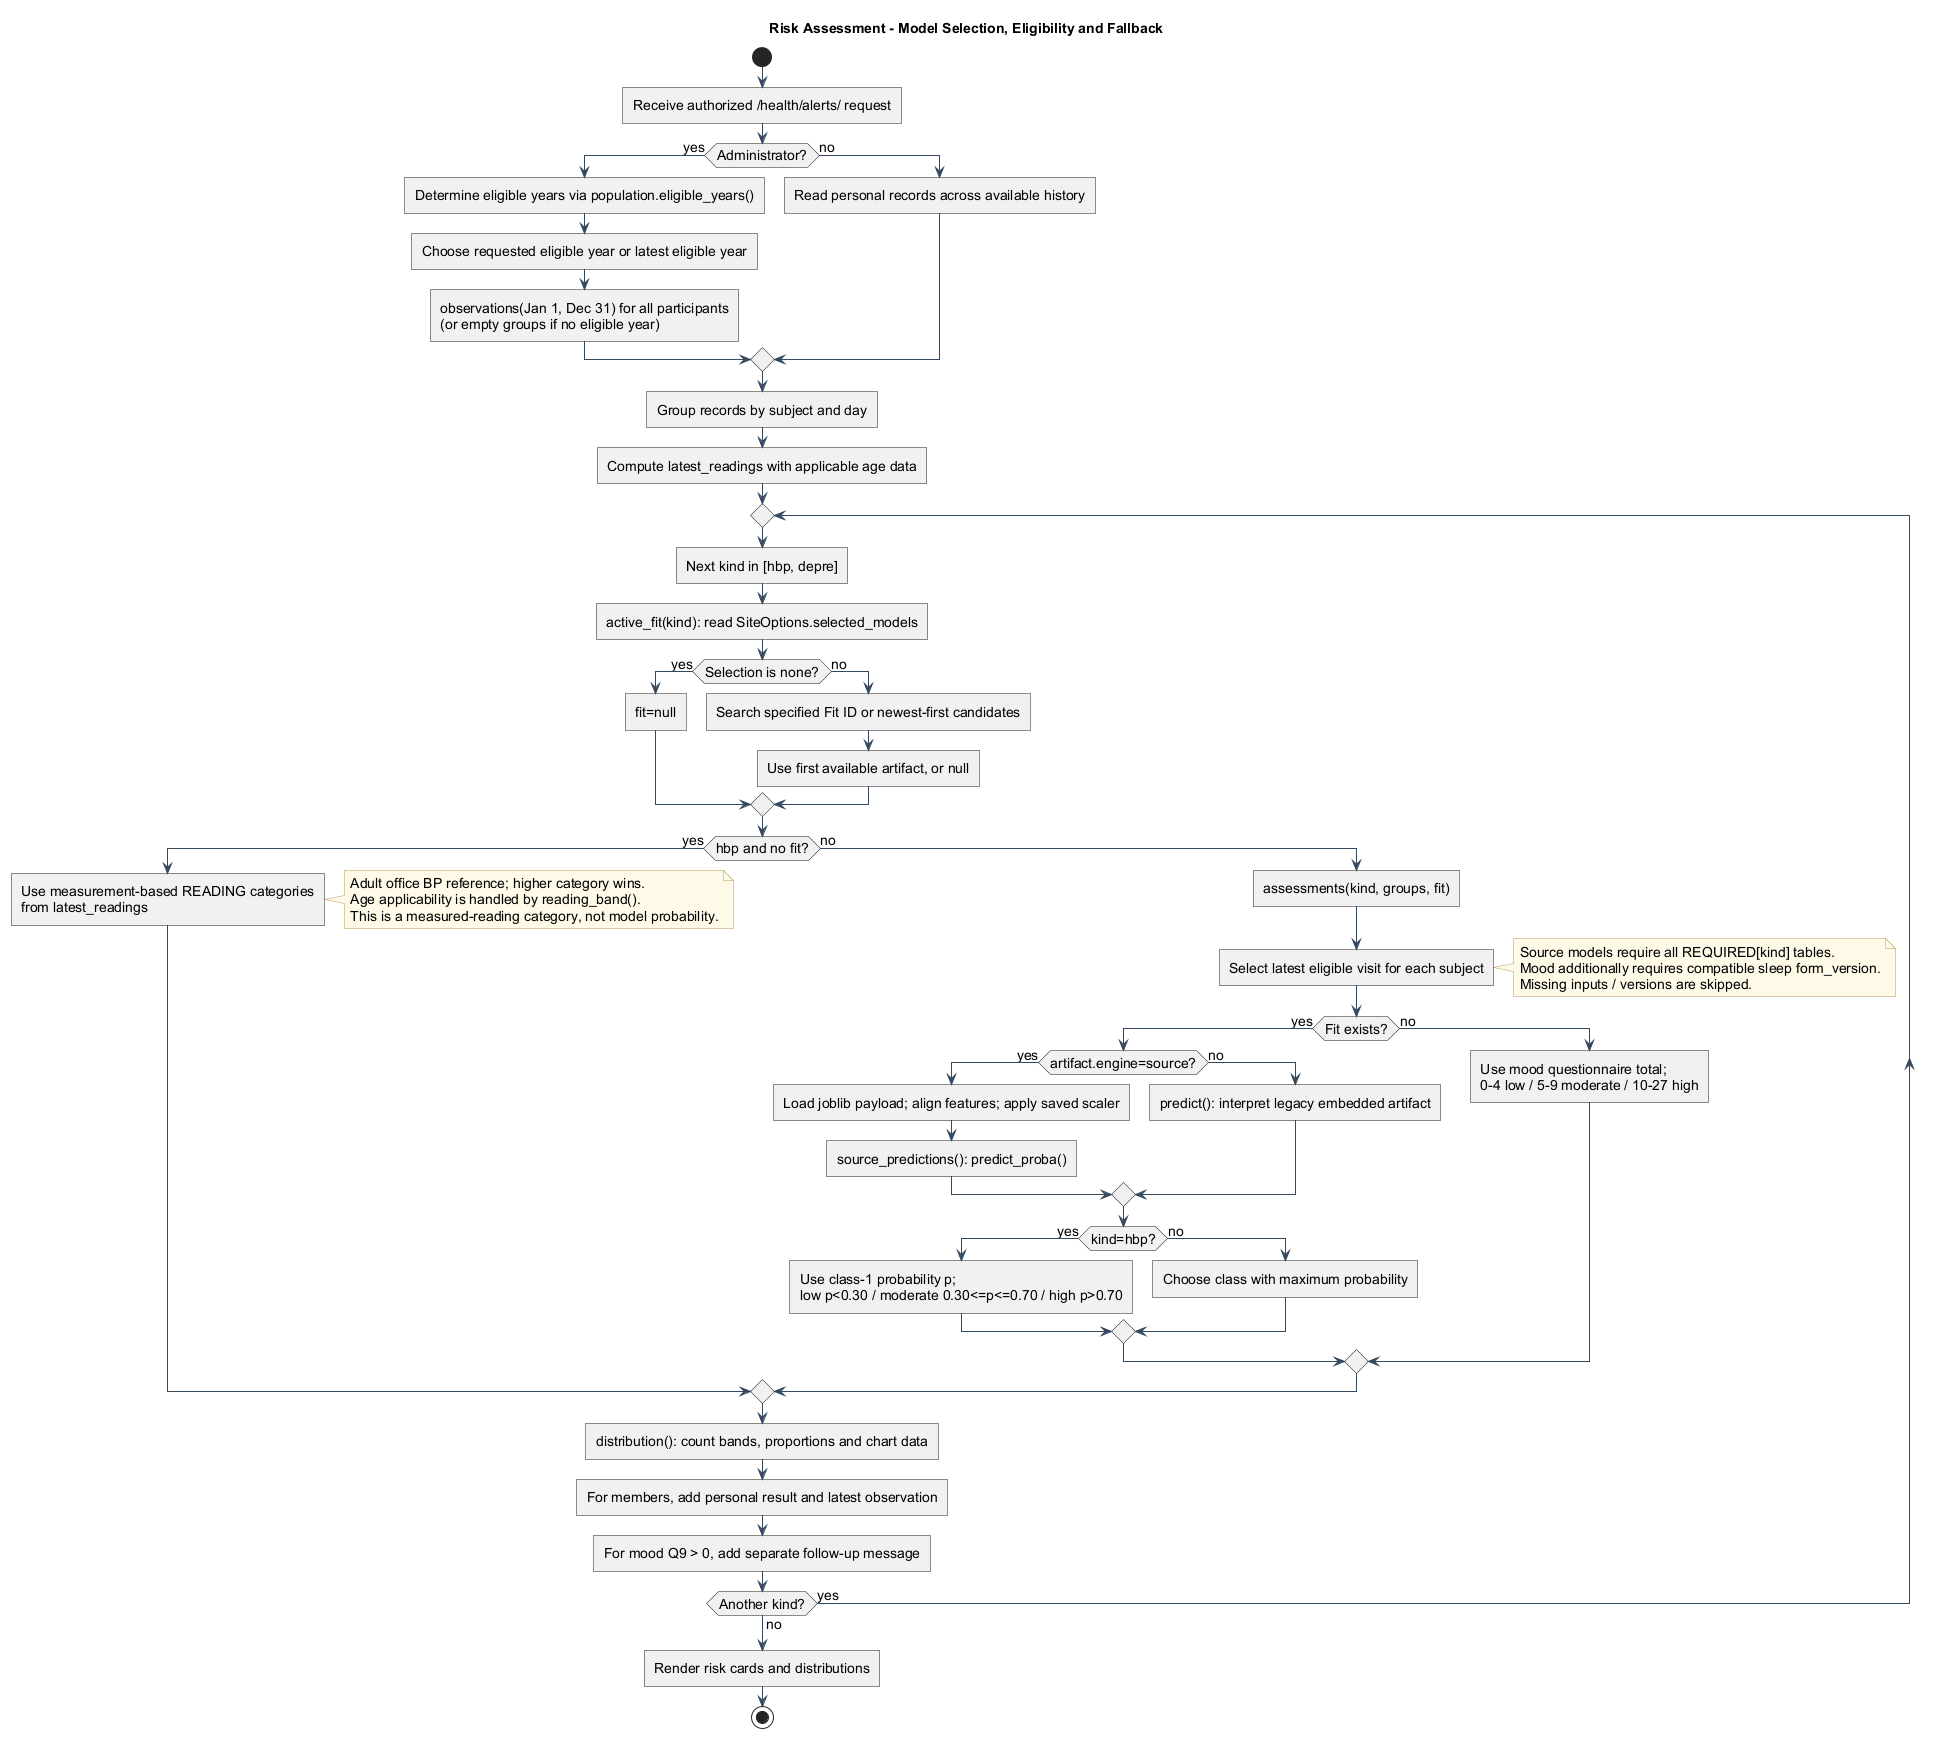 Risk Assessment - Model Selection, Eligibility and Fallback
Receive authorized /health/alerts/ request
yes
Administrator?
no
Determine eligible years via population.eligible_years()
Read personal records across available history
Choose requested eligible year or latest eligible year
observations(Jan 1, Dec 31) for all participants
(or empty groups if no eligible year)
Group records by subject and day
Compute latest_readings with applicable age data
Next kind in [hbp, depre]
active_fit(kind): read SiteOptions.selected_models
yes
Selection is none?
no
fit=null
Search specified Fit ID or newest-first candidates
Use first available artifact, or null
yes
hbp and no fit?
no
Use measurement-based READING categories
from latest_readings
Adult office BP reference; higher category wins.
Age applicability is handled by reading_band().
This is a measured-reading category, not model probability.
assessments(kind, groups, fit)
Select latest eligible visit for each subject
Source models require all REQUIRED[kind] tables.
Mood additionally requires compatible sleep form_version.
Missing inputs / versions are skipped.
yes
Fit exists?
no
yes
artifact.engine=source?
no
Use mood questionnaire total;
0-4 low / 5-9 moderate / 10-27 high
Load joblib payload; align features; apply saved scaler
predict(): interpret legacy embedded artifact
source_predictions(): predict_proba()
yes
kind=hbp?
no
Use class-1 probability p;
low p<0.30 / moderate 0.30<=p<=0.70 / high p>0.70
Choose class with maximum probability
distribution(): count bands, proportions and chart data
For members, add personal result and latest observation
For mood Q9 > 0, add separate follow-up message
Another kind?
yes
no
Render risk cards and distributions